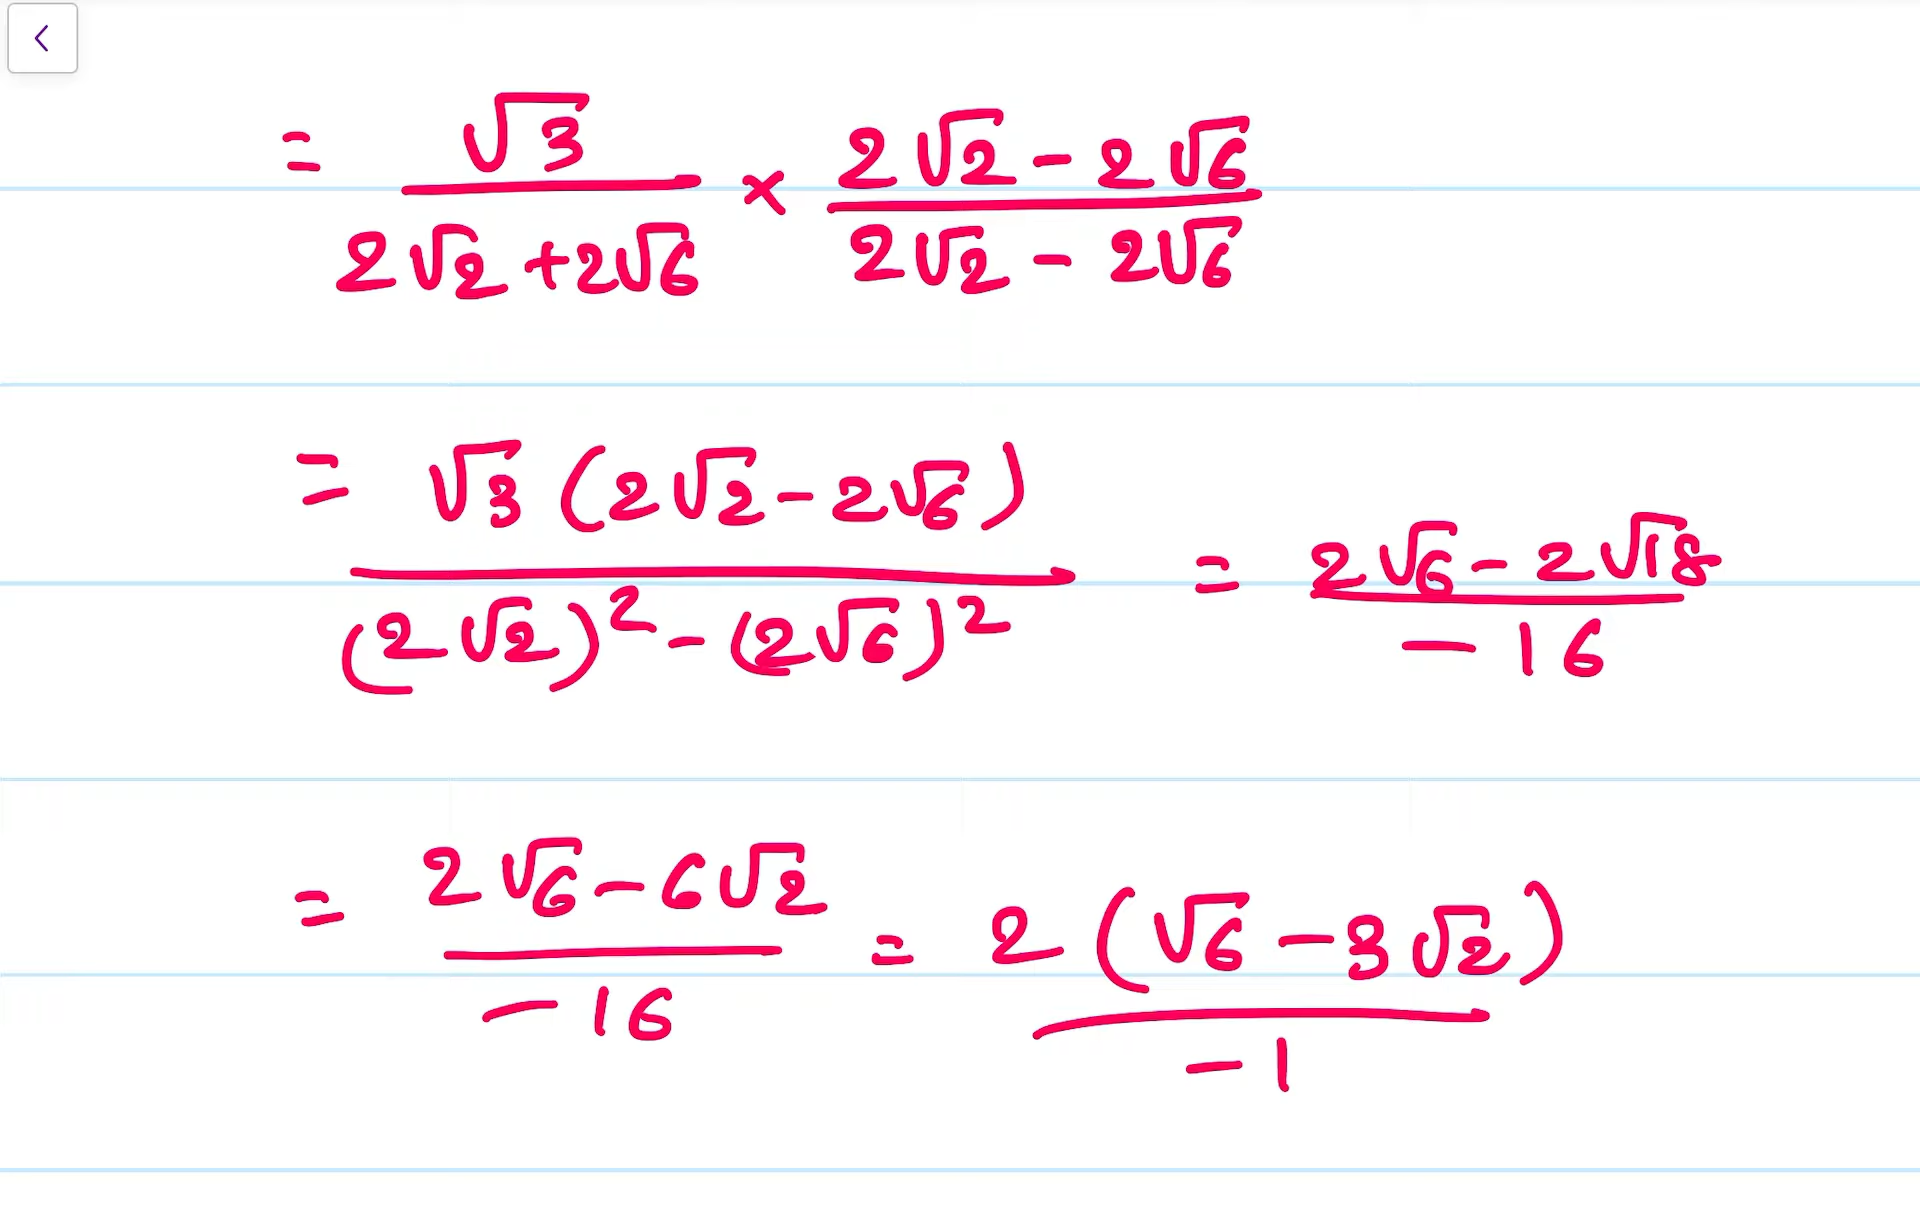 = √3 / (2√2 + 2√6) × (2√2 - 2√6) / (2√2 - 2√6)
= √3 (2√2 - 2√6) / ((2√2)² - (2√6)²) = (2√6 - 2√18) / -16
= (2√6 - 6√2) / -16 = 2(√6 - 3√2) / -1